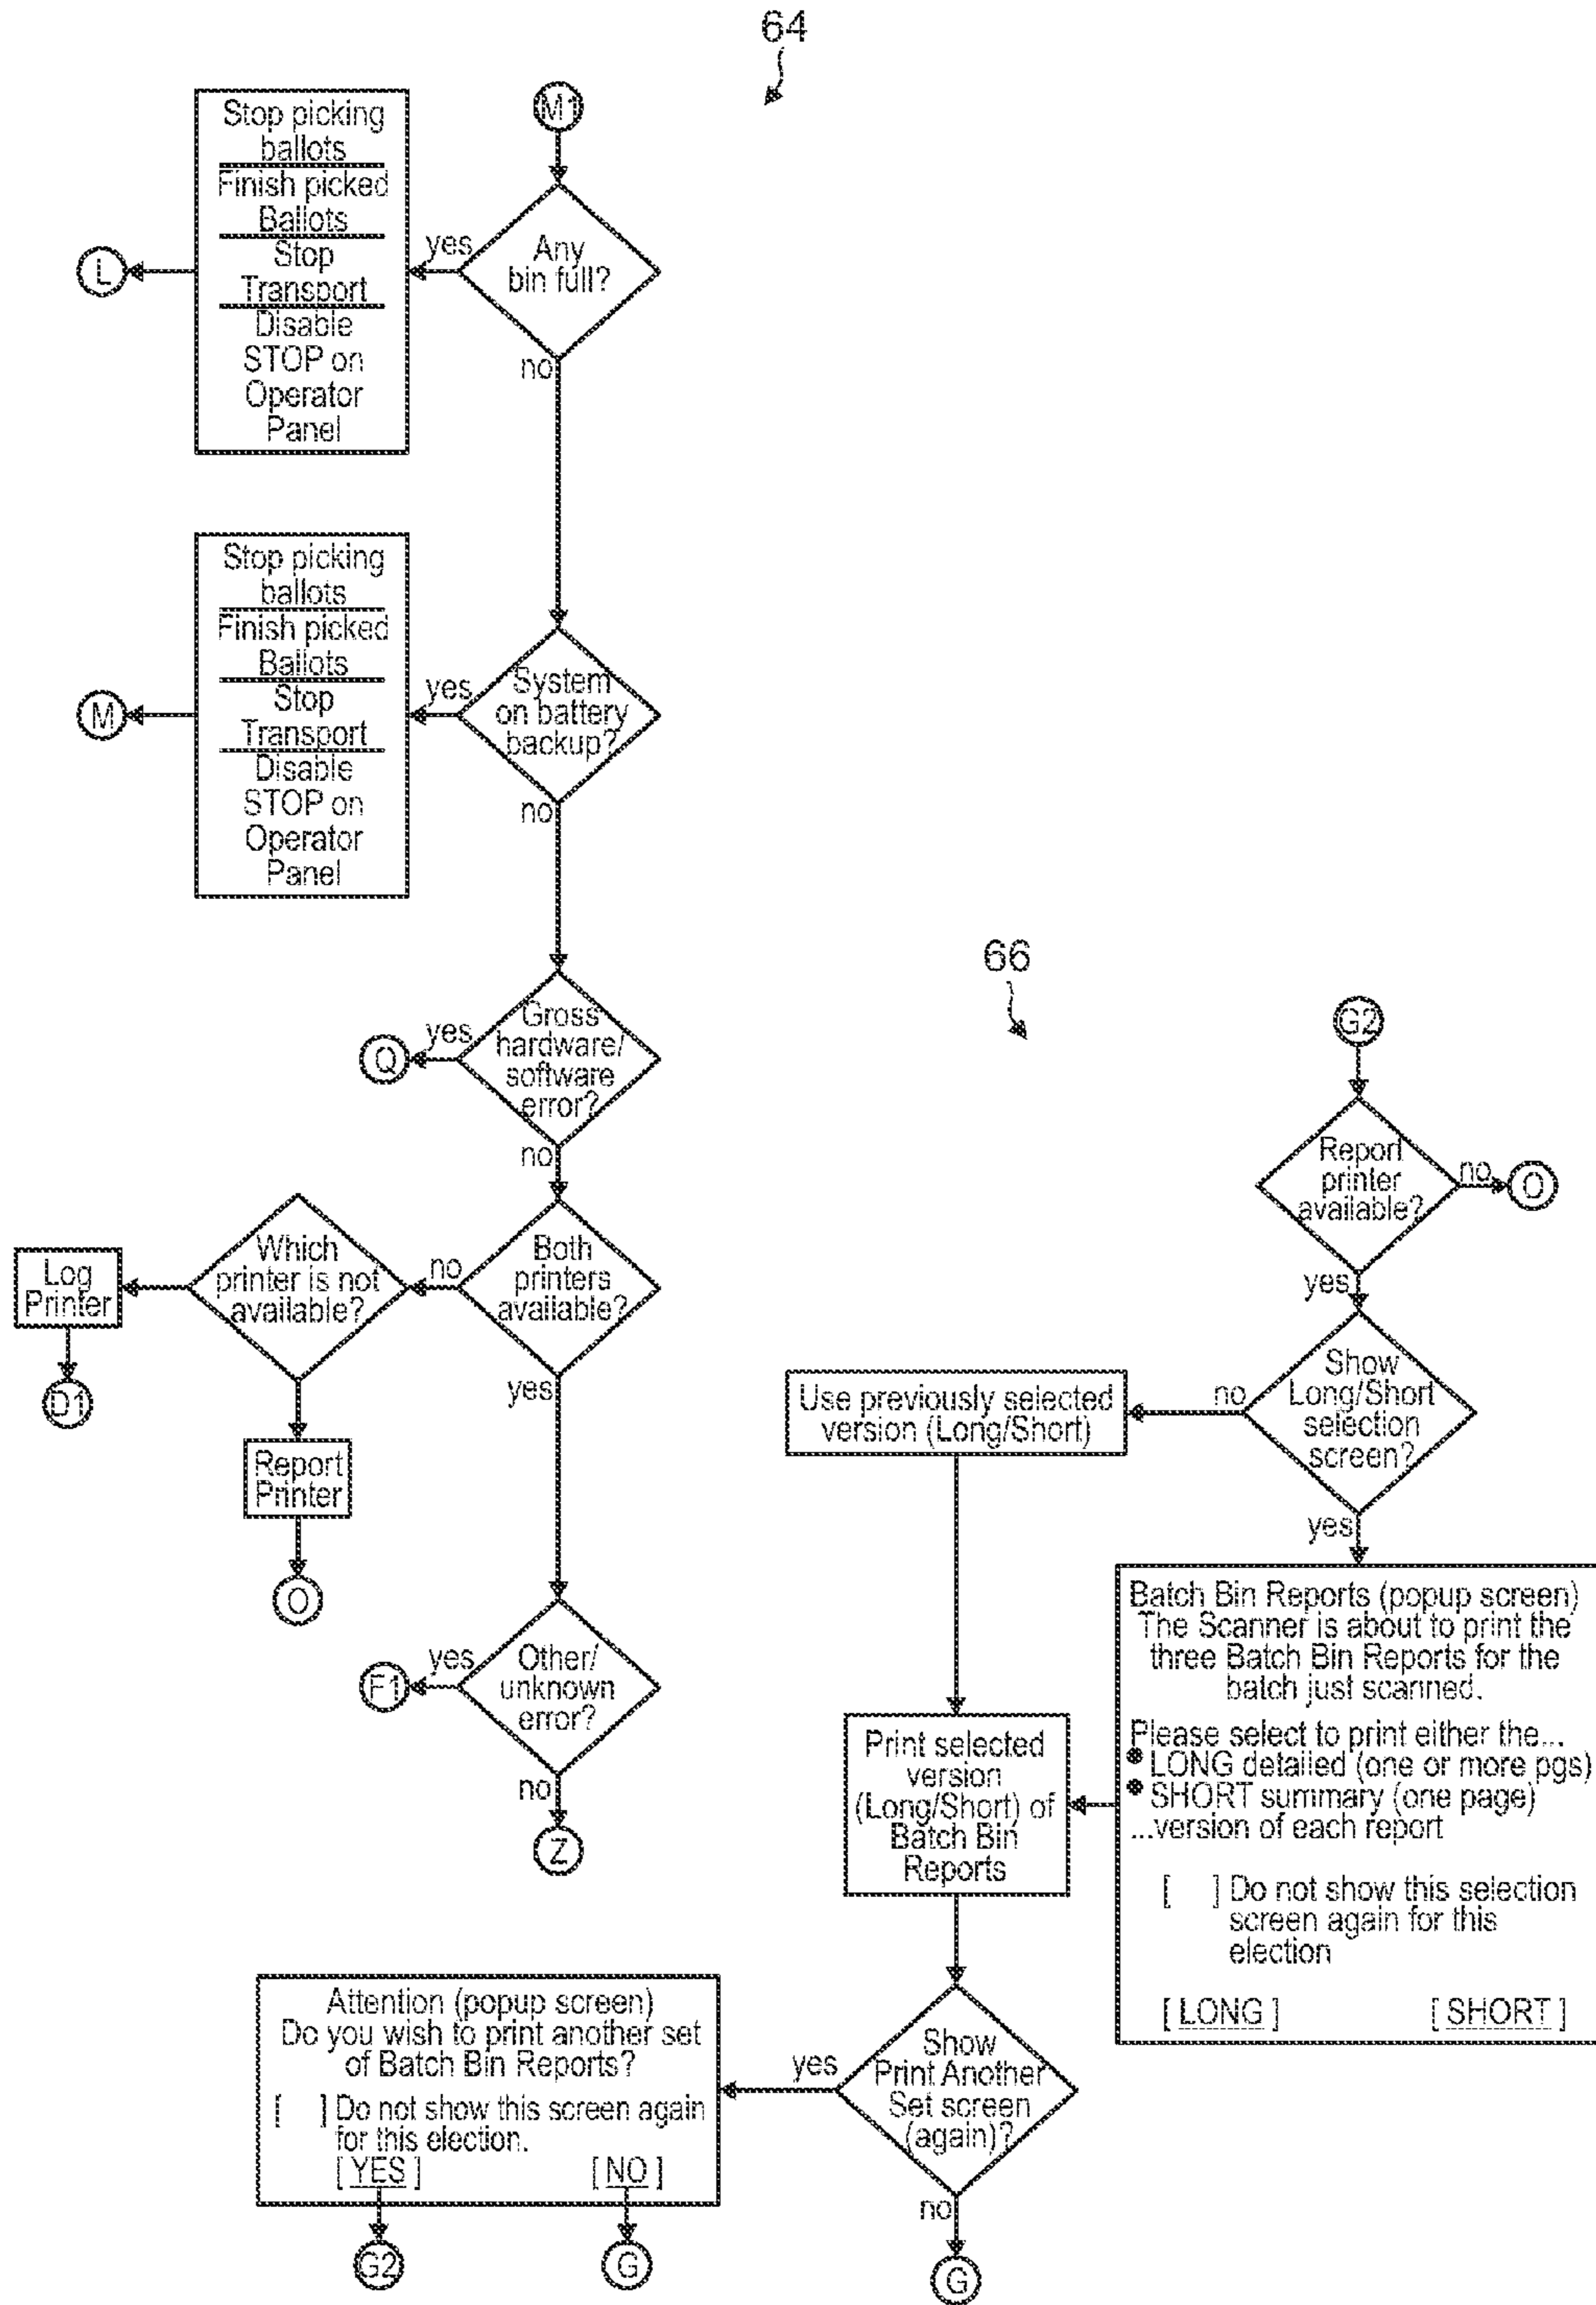 64
M1
Stop picking
ballots
Finish picked
Ballots
Stop
Transport
Disable
STOP on
Operator
Panel
L
yes
Any
bin full?
no
Stop picking
ballots
Finish picked
Ballots
Stop
Transport
Disable
STOP on
Operator
Panel
M
yes
System
on battery
backup?
no
Q
yes
Gross
hardware/
software
error?
no
Log
Printer
D1
Which
printer is not
available?
no
Both
printers
available?
yes
Report
Printer
O
F1
yes
Other/
unknown
error?
no
Z
66
G2
Report
printer
available?
no
O
yes
Show
Long/Short
selection
screen?
no
Use previously selected
version (Long/Short)
yes
Batch Bin Reports (popup screen)
The Scanner is about to print the
three Batch Bin Reports for the
batch just scanned.
Please select to print either the...
• LONG detailed (one or more pgs)
• SHORT summary (one page)
...version of each report
[ ] Do not show this selection
screen again for this
election
[ LONG ] [ SHORT ]
Print selected
version
(Long/Short) of
Batch Bin
Reports
Show
Print Another
Set screen
(again)?
yes
Attention (popup screen)
Do you wish to print another set
of Batch Bin Reports?
[ ] Do not show this screen again
for this election.
[ YES ] [ NO ]
G2
G
no
G